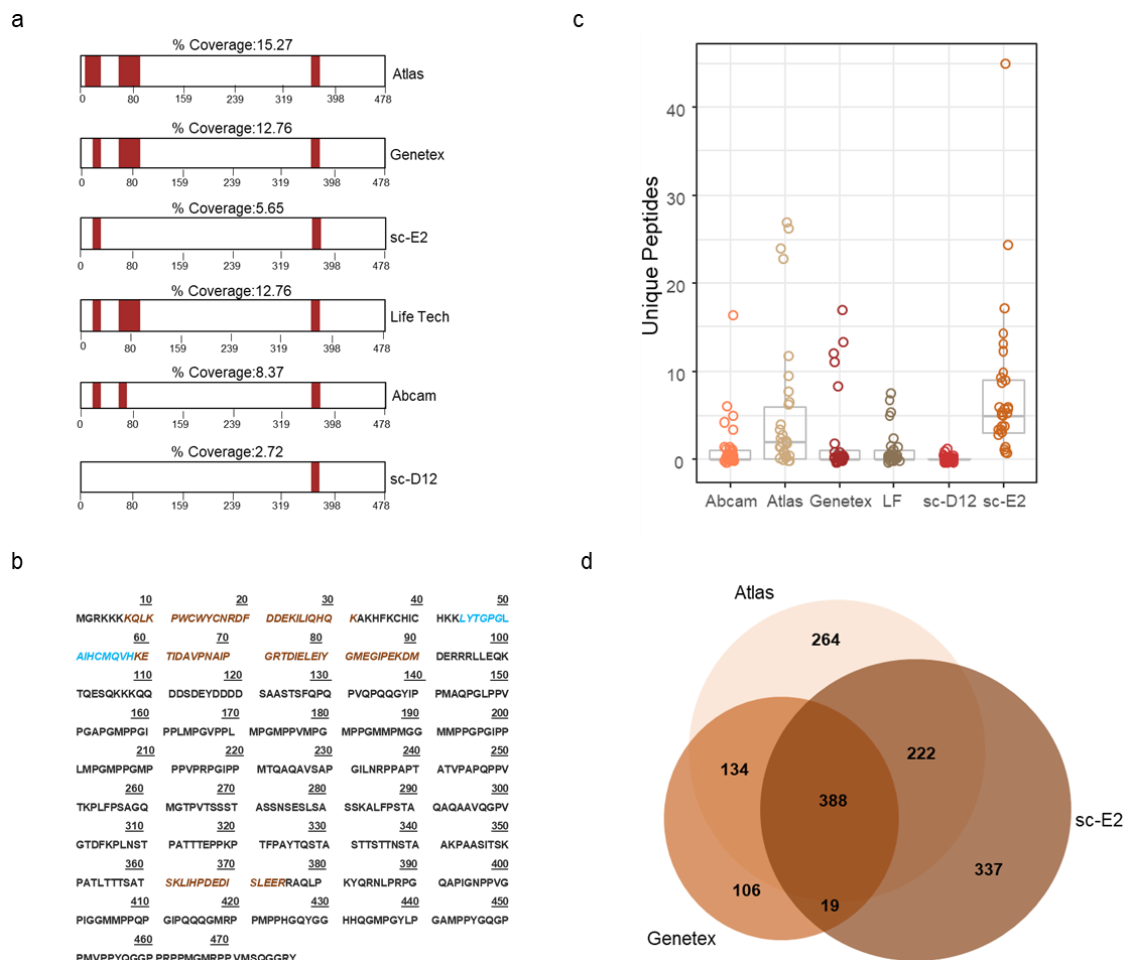 a
% Coverage:15.27
Atlas
0 80 159 239 319 398 478
% Coverage:12.76
Genetex
0 80 159 239 319 398 478
% Coverage:5.65
sc-E2
0 80 159 239 319 398 478
% Coverage:12.76
Life Tech
0 80 159 239 319 398 478
% Coverage:8.37
Abcam
0 80 159 239 319 398 478
% Coverage:2.72
sc-D12
0 80 159 239 319 398 478
b
10 20 30 40 50
MGRKKKKQLK PWCWYCNRDF DDEKILIQHQ KAKHFKCHIC HKKLYTGPGL
60 70 80 90 100
AIHCMQVHKE TIDAVPNAIP GRTDIELEIY GMEGIPEKDM DERRRLLEQK
110 120 130 140 150
TQESQKKKQQ DDSDEYDDDD SAASTSFQPQ PVQPQQGYIP PMAQPGLPPV
160 170 180 190 200
PGAPGMPPGI PPLMPGVPPL MPGMPPVMPG MPPGMMPMGG MMPPGPGIPP
210 220 230 240 250
LMPGMPPGMP PPVPRPGIPP MTQAQAVSAP GILNRPPAPT ATVPAPQPPV
260 270 280 290 300
TKPLFPSAGQ MGTPVTSSST ASSNSESLSA SSKALFPSTA QAQAAVQGPV
310 320 330 340 350
GTDFKPLNST PATTTEPPKP TFPAYTQSTA STTSTTNSTA AKPAASITSK
360 370 380 390 400
PATLTTTSAT SKLIHPDEDI SLEERRAQLP KYQRNLPRPG QAPIGNPPVG
410 420 430 440 450
PIGGMMPPQP GIPQQQGMRP PMPPHGQYGG HHQGMPGYLP GAMPPYGQGP
460 470
PMVPPYQGGP PRPPMGMRPP VMSQGGRY
c
Unique Peptides
40
30
20
10
0
Abcam Atlas Genetex LF sc-D12 sc-E2
d
Atlas
264
134
222
388
sc-E2
337
106
19
Genetex